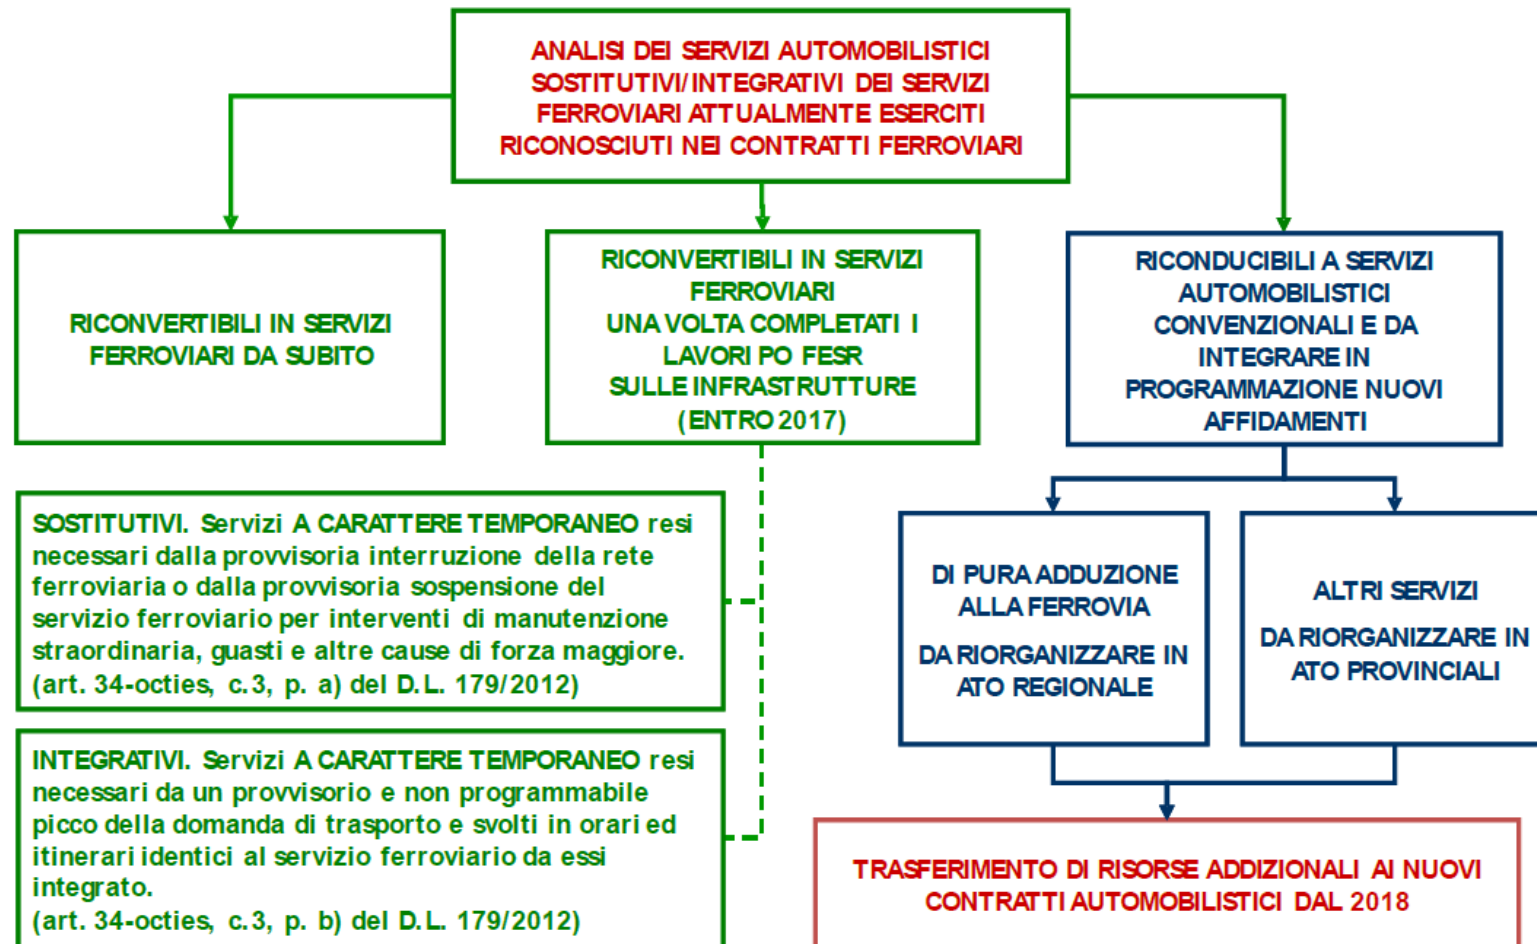 ANALISI DEI SERVIZI AUTOMOBILISTICI
SOSTITUTIVI/INTEGRATIVI DEI SERVIZI
FERROVIARI ATTUALMENTE ESERCITI
RICONOSCIUTI NEI CONTRATTI FERROVIARI
RICONVERTIBILI IN SERVIZI
FERROVIARI DA SUBITO
RICONVERTIBILI IN SERVIZI
FERROVIARI
UNA VOLTA COMPLETATI I
LAVORI PO FESR
SULLE INFRASTRUTTURE
(ENTRO 2017)
RICONDUCIBILI A SERVIZI
AUTOMOBILISTICI
CONVENZIONALI E DA
INTEGRARE IN
PROGRAMMAZIONE NUOVI
AFFIDAMENTI
SOSTITUTIVI. Servizi A CARATTERE TEMPORANEO resi
necessari dalla provvisoria interruzione della rete
ferroviaria o dalla provvisoria sospensione del
servizio ferroviario per interventi di manutenzione
straordinaria, guasti e altre cause di forza maggiore.
(art. 34-octies, c.3, p. a) del D.L. 179/2012)
INTEGRATIVI. Servizi A CARATTERE TEMPORANEO resi
necessari da un provvisorio e non programmabile
picco della domanda di trasporto e svolti in orari ed
itinerari identici al servizio ferroviario da essi
integrato.
(art. 34-octies, c.3, p. b) del D.L. 179/2012)
DI PURA ADDUZIONE
ALLA FERROVIA
DA RIORGANIZZARE IN
ATO REGIONALE
ALTRI SERVIZI
DA RIORGANIZZARE IN
ATO PROVINCIALI
TRASFERIMENTO DI RISORSE ADDIZIONALI AI NUOVI
CONTRATTI AUTOMOBILISTICI DAL 2018